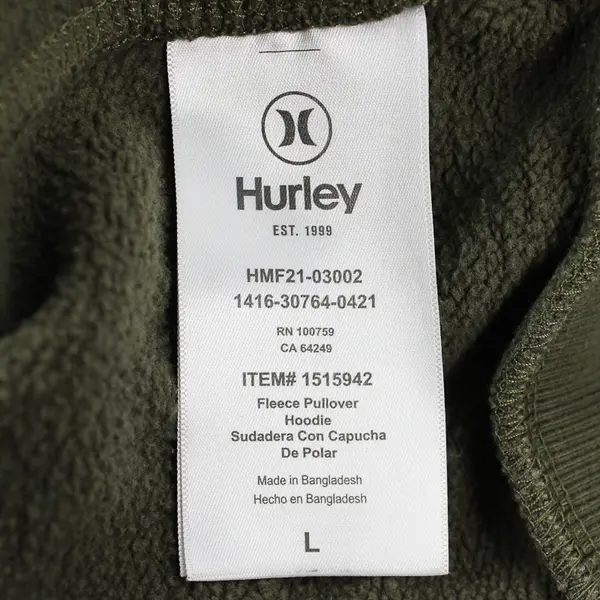 Hurley
EST. 1999
HMF21-03002
1416-30764-0421
RN 100759
CA 64249
ITEM# 1515942
Fleece Pullover
Hoodie
Sudadera Con Capucha
De Polar
Made in Bangladesh
Hecho en Bangladesh
L